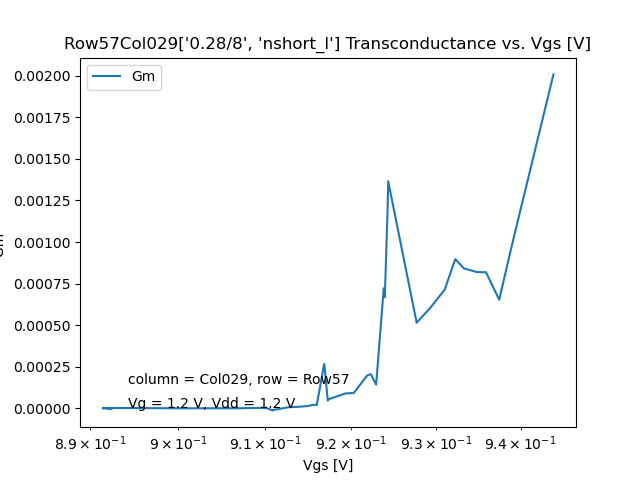 Row57Col029['0.28/8', 'nshort_l'] Transconductance vs. Vgs [V]
Gm
0.00200
0.00175
0.00150
0.00125
0.00100
0.00075
0.00050
0.00025
0.00000
column = Col029, row = Row57
Vg = 1.2 V, Vdd = 1.2 V
8.9 × 10⁻¹ 9 × 10⁻¹ 9.1 × 10⁻¹ 9.2 × 10⁻¹ 9.3 × 10⁻¹ 9.4 × 10⁻¹
Vgs [V]